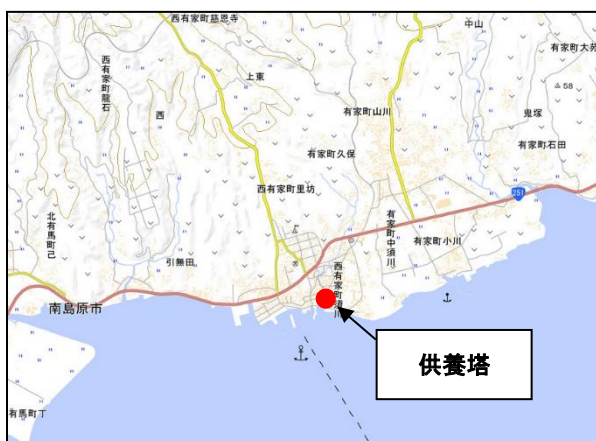 西有家町慈恩寺
中山
有家町大苑
西有家町龍石
上東
58
西
有家町山川
鬼塚
有家町久保
有家町石田
西有家町里坊
251
北有馬町己
有家町中須川
有家町小川
引無田
西有家町須川
南島原市
供養塔
有馬町丁